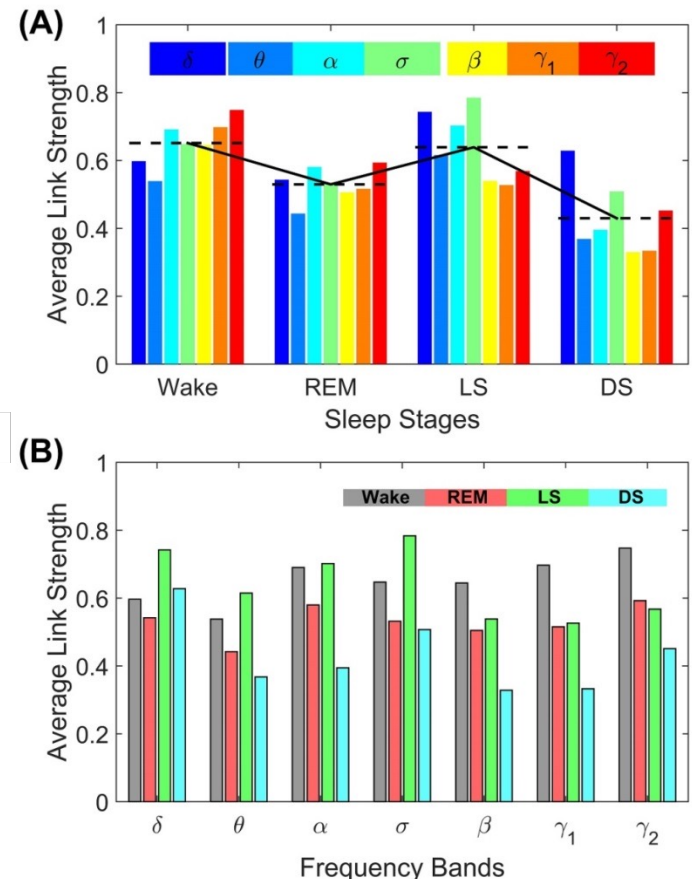 (A)
1
0.8
0.6
0.4
0.2
0
Average Link Strength
δ θ α σ β γ1 γ2
Wake REM LS DS
Sleep Stages
(B)
1
0.8
0.6
0.4
0.2
0
Average Link Strength
Wake REM LS DS
δ θ α σ β γ1 γ2
Frequency Bands